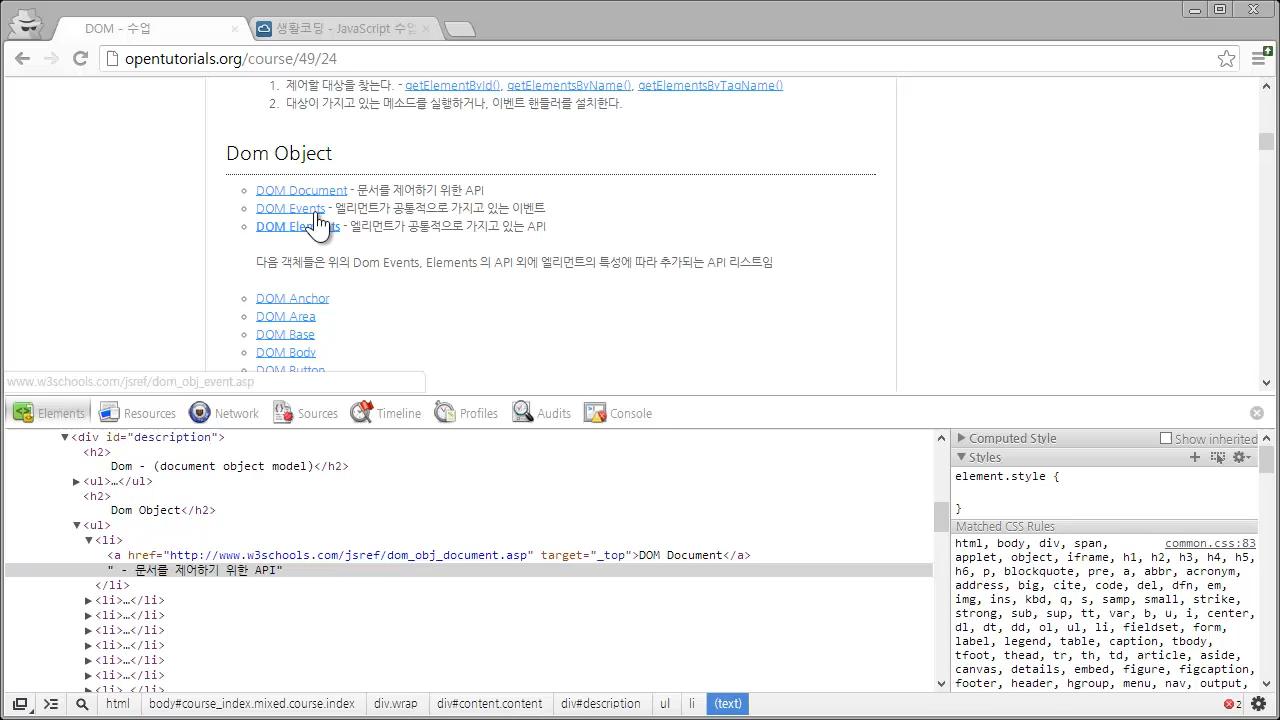 DOM - 수업
생활코딩 - JavaScript 수업
opentutorials.org/course/49/24
1. 제어할 대상을 찾는다. - getElementById(), getElementsByName(), getElementsByTagName()
2. 대상이 가지고 있는 메소드를 실행하거나, 이벤트 핸들러를 설치한다.
Dom Object
DOM Document - 문서를 제어하기 위한 API
DOM Events - 엘리먼트가 공통적으로 가지고 있는 이벤트
DOM Elements - 엘리먼트가 공통적으로 가지고 있는 API
다음 객체들은 위의 Dom Events, Elements 의 API 외에 엘리먼트의 특성에 따라 추가되는 API 리스트임
DOM Anchor
DOM Area
DOM Base
DOM Body
DOM Button
www.w3schools.com/jsref/dom_obj_event.asp
Elements Resources Network Sources Timeline Profiles Audits Console
▼<div id="description">
<h2>
Dom - (document object model)</h2>
▶<ul>…</ul>
<h2>
Dom Object</h2>
▼<ul>
▼<li>
<a href="http://www.w3schools.com/jsref/dom_obj_document.asp" target="_top">DOM Document</a>
" - 문서를 제어하기 위한 API"
</li>
▶<li>…</li>
▶<li>…</li>
▶<li>…</li>
▶<li>…</li>
▶<li>…</li>
▶<li>…</li>
▶<li>…</li>
▶Computed Style Show inherited
▼Styles
element.style {
}
Matched CSS Rules
html, body, div, span, common.css:83
applet, object, iframe, h1, h2, h3, h4, h5,
h6, p, blockquote, pre, a, abbr, acronym,
address, big, cite, code, del, dfn, em,
img, ins, kbd, q, s, samp, small, strike,
strong, sub, sup, tt, var, b, u, i, center,
dl, dt, dd, ol, ul, li, fieldset, form,
label, legend, table, caption, tbody,
tfoot, thead, tr, th, td, article, aside,
canvas, details, embed, figure, figcaption,
footer, header, hgroup, menu, nav, output,
html body#course_index.mixed.course.index div.wrap div#content.content div#description ul li (text) 2